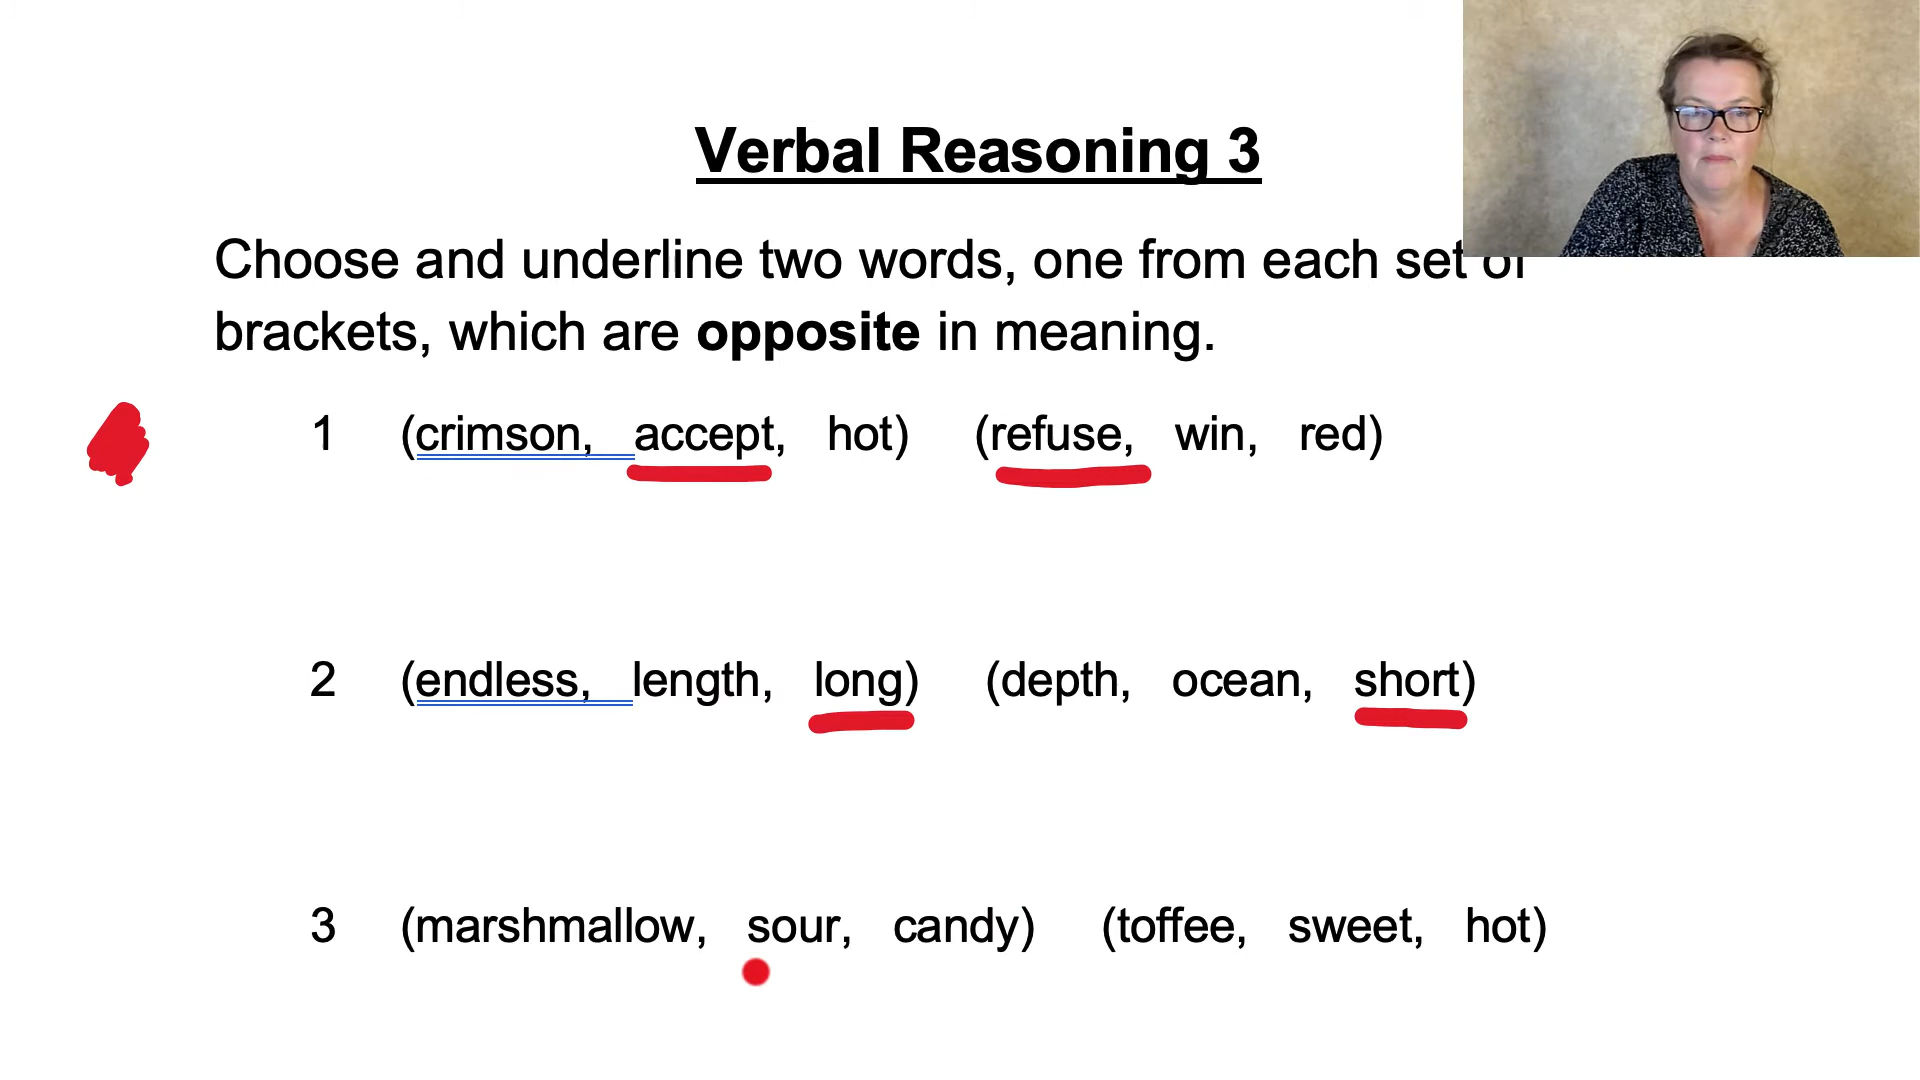 Verbal Reasoning 3
Choose and underline two words, one from each set of
brackets, which are opposite in meaning.
1 (crimson, accept, hot) (refuse, win, red)
2 (endless, length, long) (depth, ocean, short)
3 (marshmallow, sour, candy) (toffee, sweet, hot)